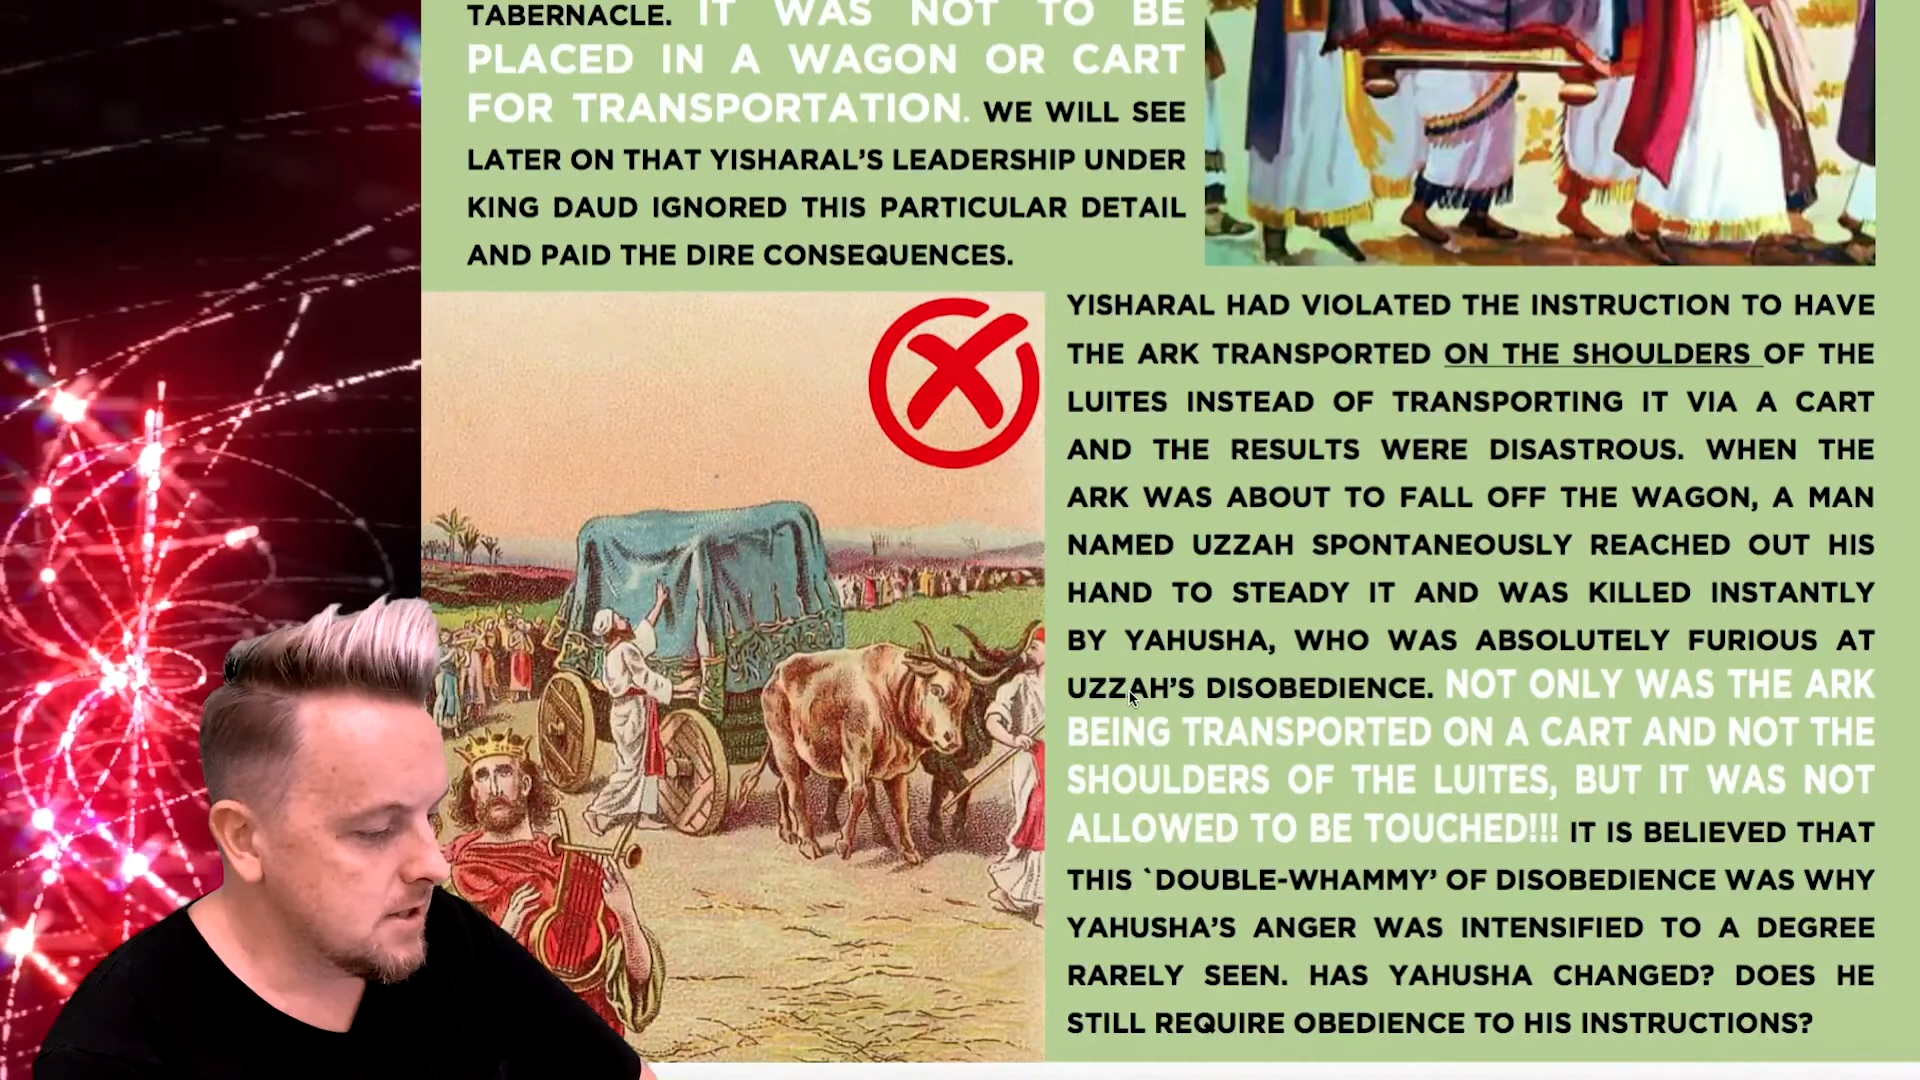 TABERNACLE. IT WAS NOT TO BE
PLACED IN A WAGON OR CART
FOR TRANSPORTATION. WE WILL SEE
LATER ON THAT YISHARAL’S LEADERSHIP UNDER
KING DAUD IGNORED THIS PARTICULAR DETAIL
AND PAID THE DIRE CONSEQUENCES.
YISHARAL HAD VIOLATED THE INSTRUCTION TO HAVE
THE ARK TRANSPORTED ON THE SHOULDERS OF THE
LUITES INSTEAD OF TRANSPORTING IT VIA A CART
AND THE RESULTS WERE DISASTROUS. WHEN THE
ARK WAS ABOUT TO FALL OFF THE WAGON, A MAN
NAMED UZZAH SPONTANEOUSLY REACHED OUT HIS
HAND TO STEADY IT AND WAS KILLED INSTANTLY
BY YAHUSHA, WHO WAS ABSOLUTELY FURIOUS AT
UZZAH’S DISOBEDIENCE. NOT ONLY WAS THE ARK
BEING TRANSPORTED ON A CART AND NOT THE
SHOULDERS OF THE LUITES, BUT IT WAS NOT
ALLOWED TO BE TOUCHED!!! IT IS BELIEVED THAT
THIS `DOUBLE-WHAMMY’ OF DISOBEDIENCE WAS WHY
YAHUSHA’S ANGER WAS INTENSIFIED TO A DEGREE
RARELY SEEN. HAS YAHUSHA CHANGED? DOES HE
STILL REQUIRE OBEDIENCE TO HIS INSTRUCTIONS?